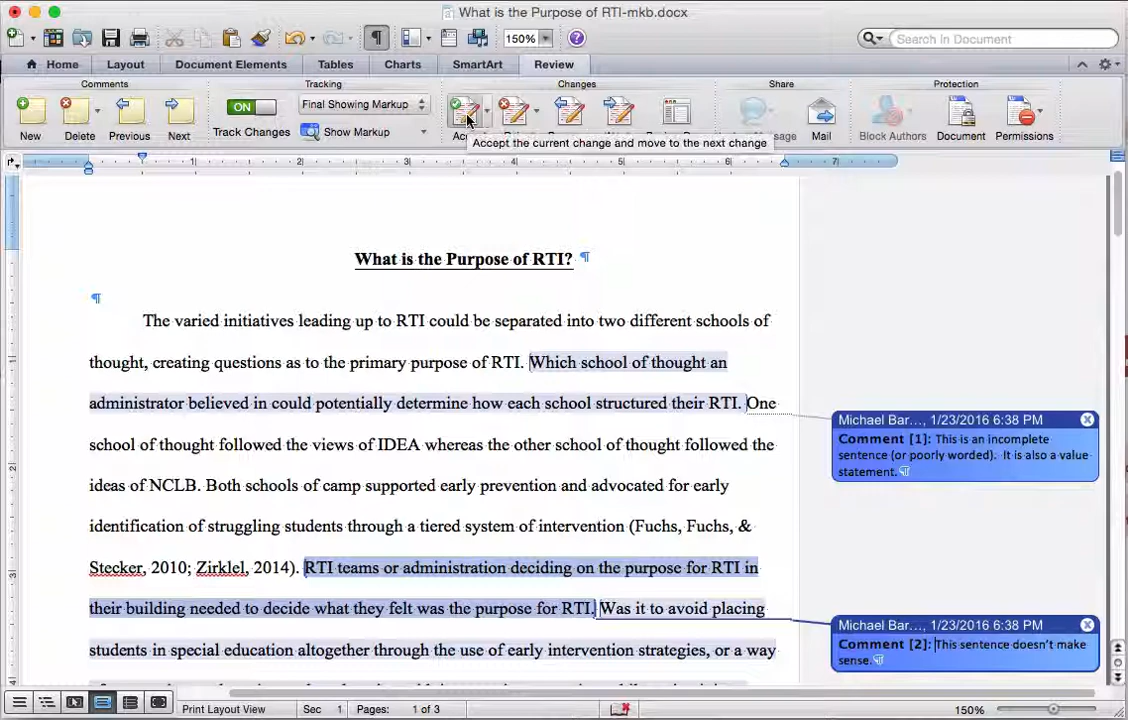 What is the Purpose of RTI-mkb.docx
150%
Search in Document
Home Layout Document Elements Tables Charts SmartArt Review
Comments Tracking Changes Share Protection
ON Final Showing Markup
Track Changes Show Markup
New Delete Previous Next Mail Block Authors Document Permissions
Accept the current change and move to the next change
1 2 3 4 5 6 7
What is the Purpose of RTI? ¶
¶
The varied initiatives leading up to RTI could be separated into two different schools of
thought, creating questions as to the primary purpose of RTI. Which school of thought an
administrator believed in could potentially determine how each school structured their RTI. One
school of thought followed the views of IDEA whereas the other school of thought followed the
ideas of NCLB. Both schools of camp supported early prevention and advocated for early
identification of struggling students through a tiered system of intervention (Fuchs, Fuchs, &
Stecker, 2010; Zirklel, 2014). RTI teams or administration deciding on the purpose for RTI in
their building needed to decide what they felt was the purpose for RTI. Was it to avoid placing
students in special education altogether through the use of early intervention strategies, or a way
Michael Bar..., 1/23/2016 6:38 PM
Comment [1]: This is an incomplete
sentence (or poorly worded). It is also a value
statement. ¶
Michael Bar..., 1/23/2016 6:38 PM
Comment [2]: This sentence doesn't make
sense. ¶
Print Layout View Sec 1 Pages: 1 of 3 150%